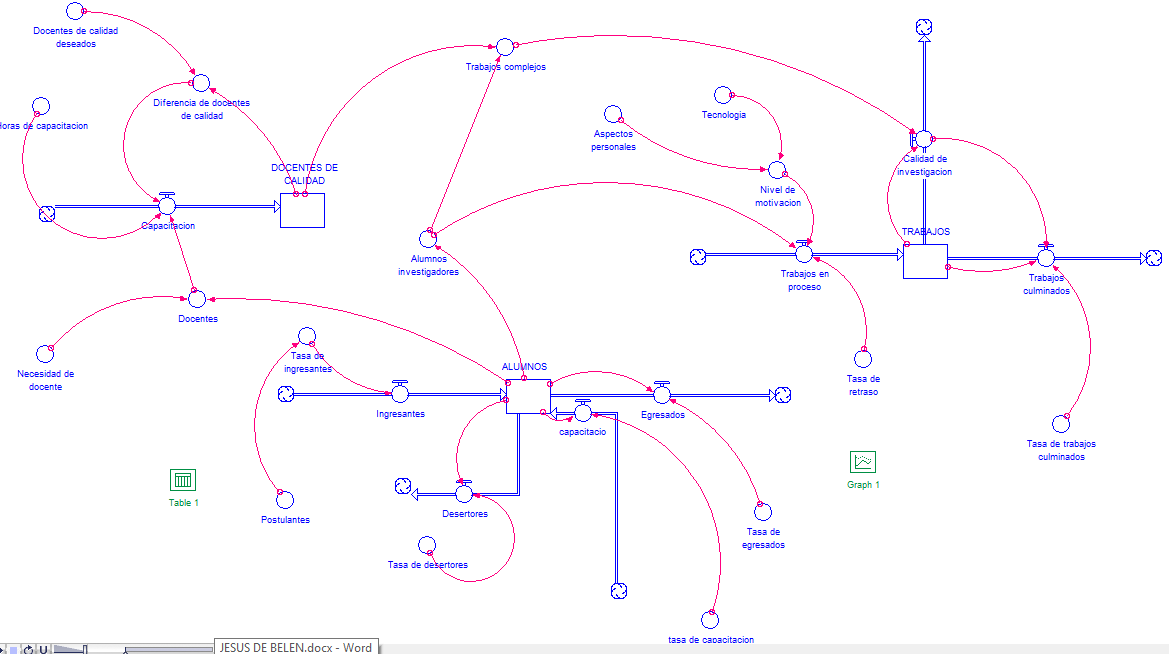 Docentes de calidad
deseados
Trabajos complejos
Diferencia de docentes
de calidad
Tecnologia
Horas de capacitacion
Aspectos
personales
Calidad de
investigacion
DOCENTES DE
CALIDAD
Nivel de
motivacion
Capacitacion
TRABAJOS
Alumnos
investigadores
Trabajos en
proceso
Trabajos
culminados
Docentes
Necesidad de
docente
Tasa de
ingresantes
ALUMNOS
Tasa de
retraso
Ingresantes
capacitacio
Egresados
Tasa de trabajos
culminados
Table 1
Graph 1
Postulantes
Desertores
Tasa de
egresados
Tasa de desertores
tasa de capacitacion
JESUS DE BELEN.docx - Word